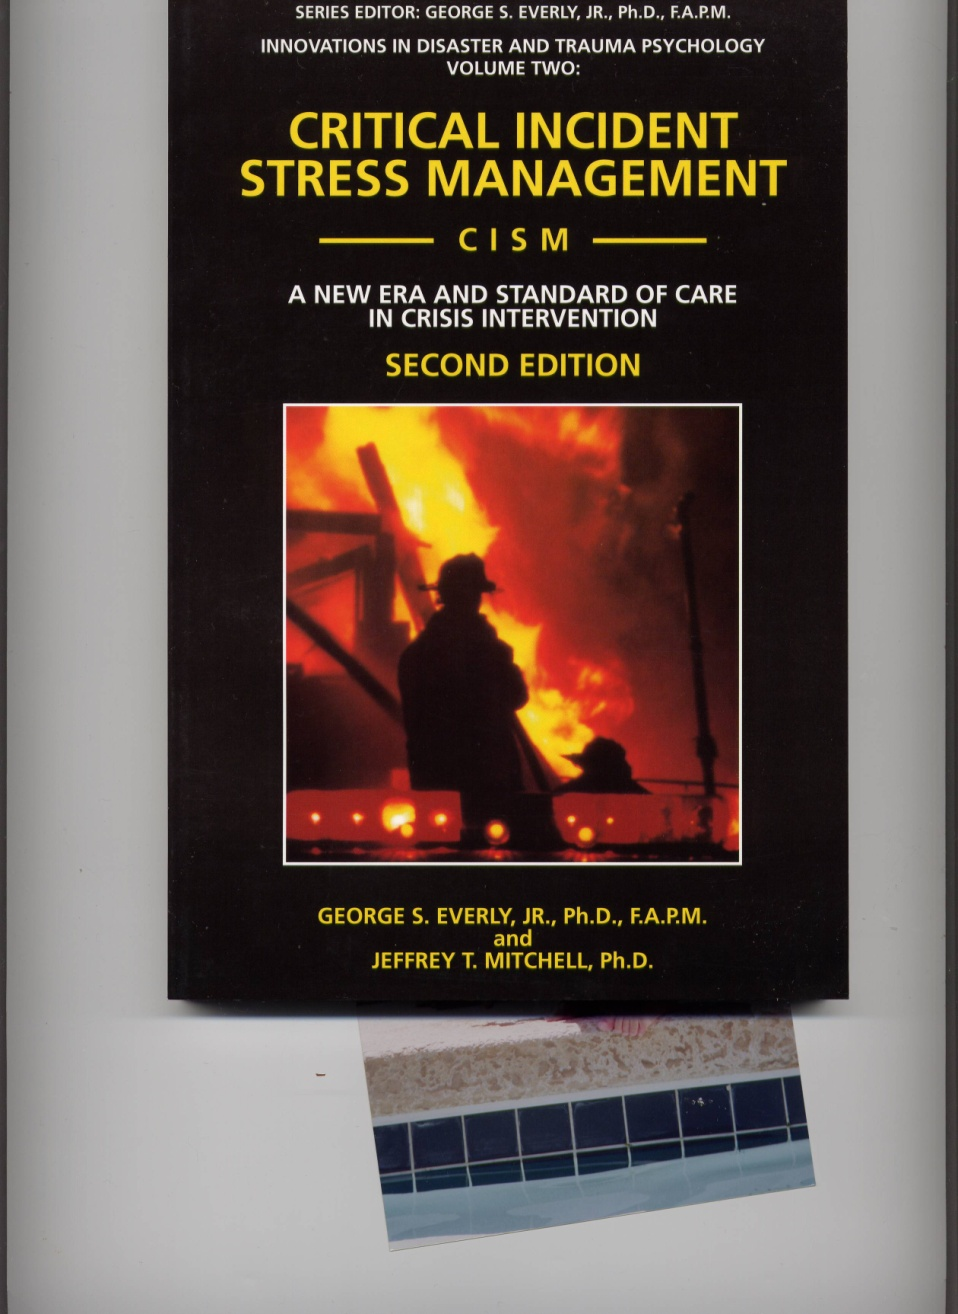 SERIES EDITOR: GEORGE S. EVERLY, JR., Ph.D., F.A.P.M.
INNOVATIONS IN DISASTER AND TRAUMA PSYCHOLOGY
VOLUME TWO:
CRITICAL INCIDENT
STRESS MANAGEMENT
CISM
A NEW ERA AND STANDARD OF CARE
IN CRISIS INTERVENTION
SECOND EDITION
GEORGE S. EVERLY, JR., Ph.D., F.A.P.M.
and
JEFFREY T. MITCHELL, Ph.D.